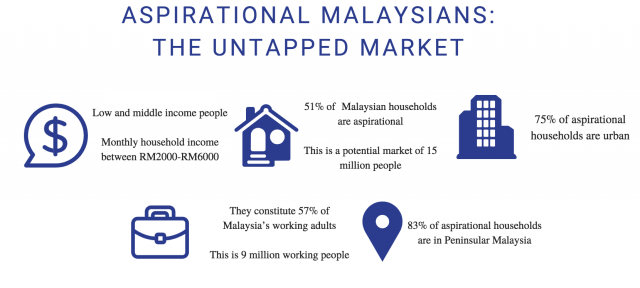 ASPIRATIONAL MALAYSIANS:
THE UNTAPPED MARKET
Low and middle income people
Monthly household income
between RM2000-RM6000
51% of Malaysian households
are aspirational
This is a potential market of 15
million people
75% of aspirational
households are urban
They constitute 57% of
Malaysia's working adults
This is 9 million working people
83% of aspirational households
are in Peninsular Malaysia